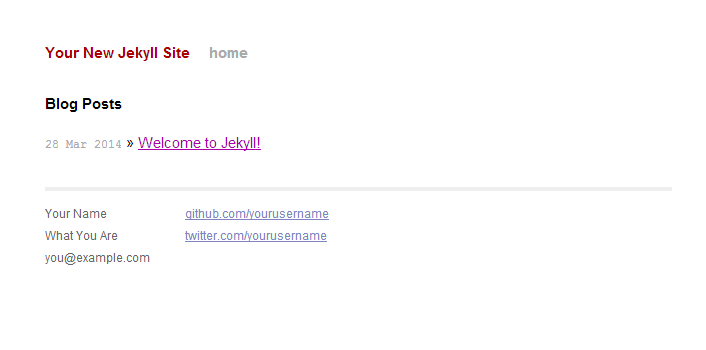 Your New Jekyll Site home
Blog Posts
28 Mar 2014 » Welcome to Jekyll!
Your Name github.com/yourusername
What You Are twitter.com/yourusername
you@example.com